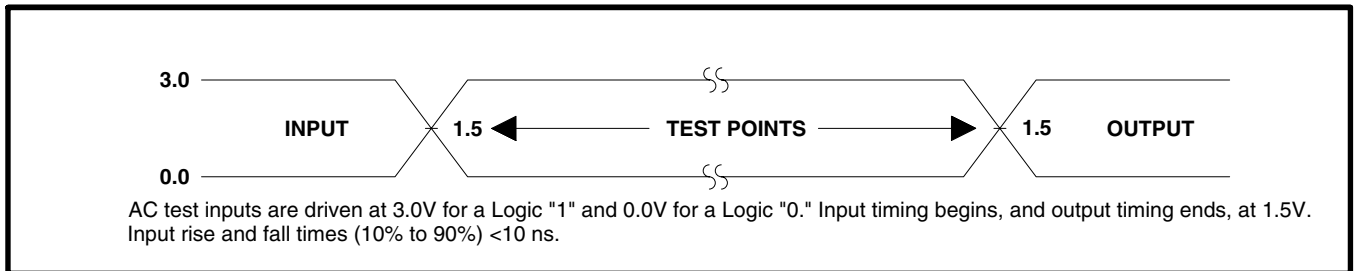 3.0
INPUT 1.5 TEST POINTS 1.5 OUTPUT
0.0
AC test inputs are driven at 3.0V for a Logic "1" and 0.0V for a Logic "0." Input timing begins, and output timing ends, at 1.5V.
Input rise and fall times (10% to 90%) <10 ns.